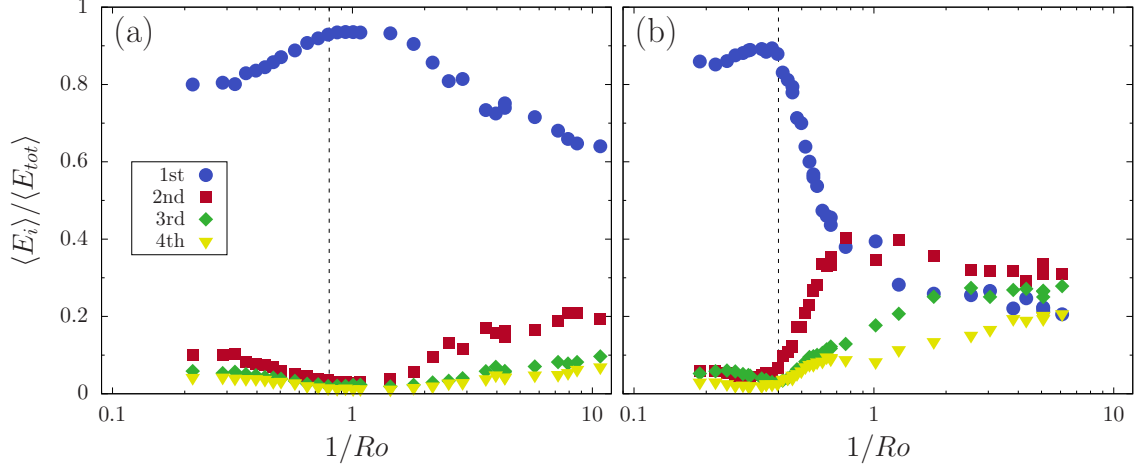 (a)
(b)
⟨E_i⟩/⟨E_tot⟩
1
0.8
0.6
0.4
0.2
0
1st
2nd
3rd
4th
0.1 1 10
0.1 1 10
1/Ro
1/Ro